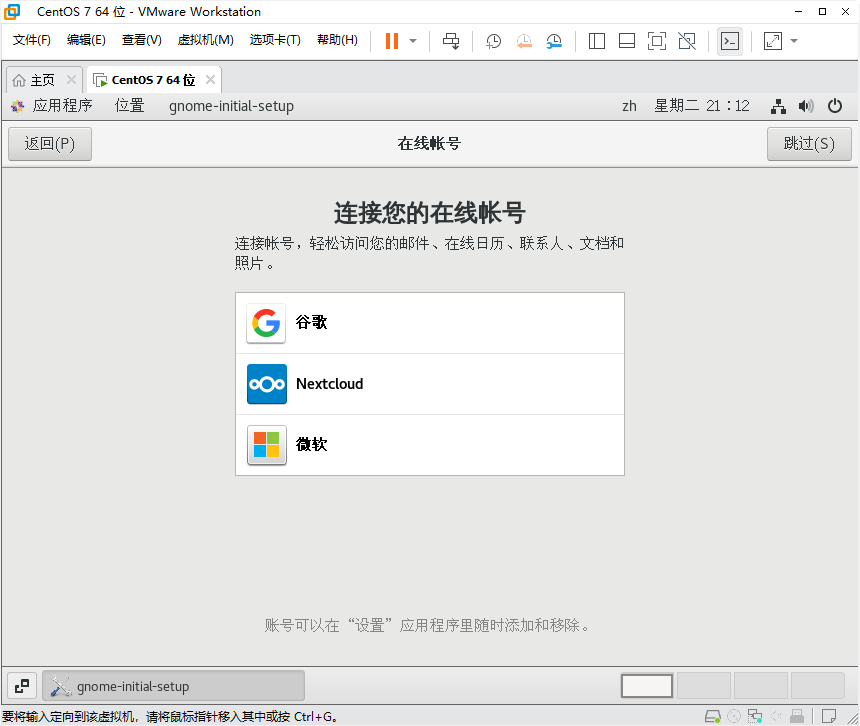 CentOS 7 64 位 - VMware Workstation
文件(F) 编辑(E) 查看(V) 虚拟机(M) 选项卡(T) 帮助(H)
主页 CentOS 7 64 位
应用程序 位置 gnome-initial-setup zh 星期二 21：12
返回(P) 在线帐号 跳过(S)
连接您的在线帐号
连接帐号，轻松访问您的邮件、在线日历、联系人、文档和
照片。
谷歌
Nextcloud
微软
账号可以在“设置”应用程序里随时添加和移除。
gnome-initial-setup
要将输入定向到该虚拟机，请将鼠标指针移入其中或按 Ctrl+G。